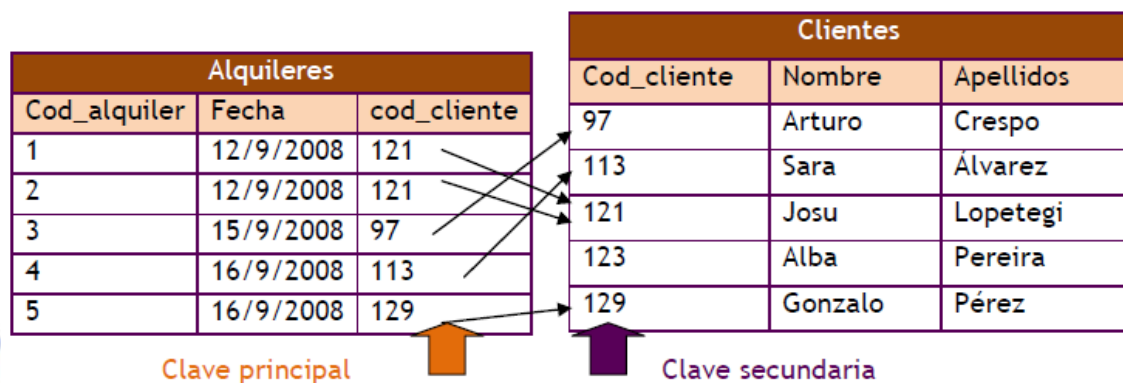 Alquileres
Cod_alquiler Fecha cod_cliente
1 12/9/2008 121
2 12/9/2008 121
3 15/9/2008 97
4 16/9/2008 113
5 16/9/2008 129
Clave principal
Clientes
Cod_cliente Nombre Apellidos
97 Arturo Crespo
113 Sara Álvarez
121 Josu Lopetegi
123 Alba Pereira
129 Gonzalo Pérez
Clave secundaria